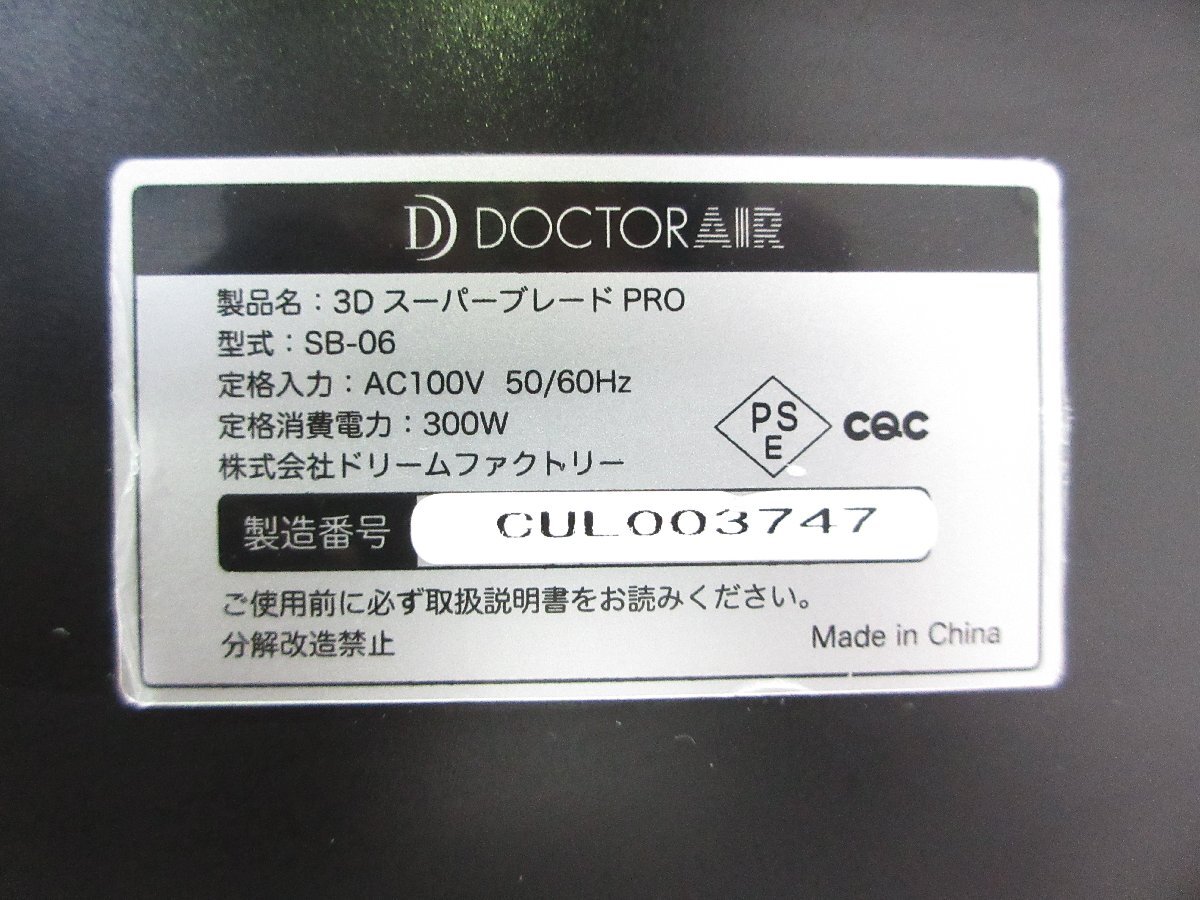 DOCTORAIR
製品名：3D スーパーブレード PRO
型式：SB-06
定格入力：AC100V 50/60Hz
定格消費電力：300W
PS
E
CQC
株式会社ドリームファクトリー
製造番号 CUL003747
ご使用前に必ず取扱説明書をお読みください。
分解改造禁止
Made in China